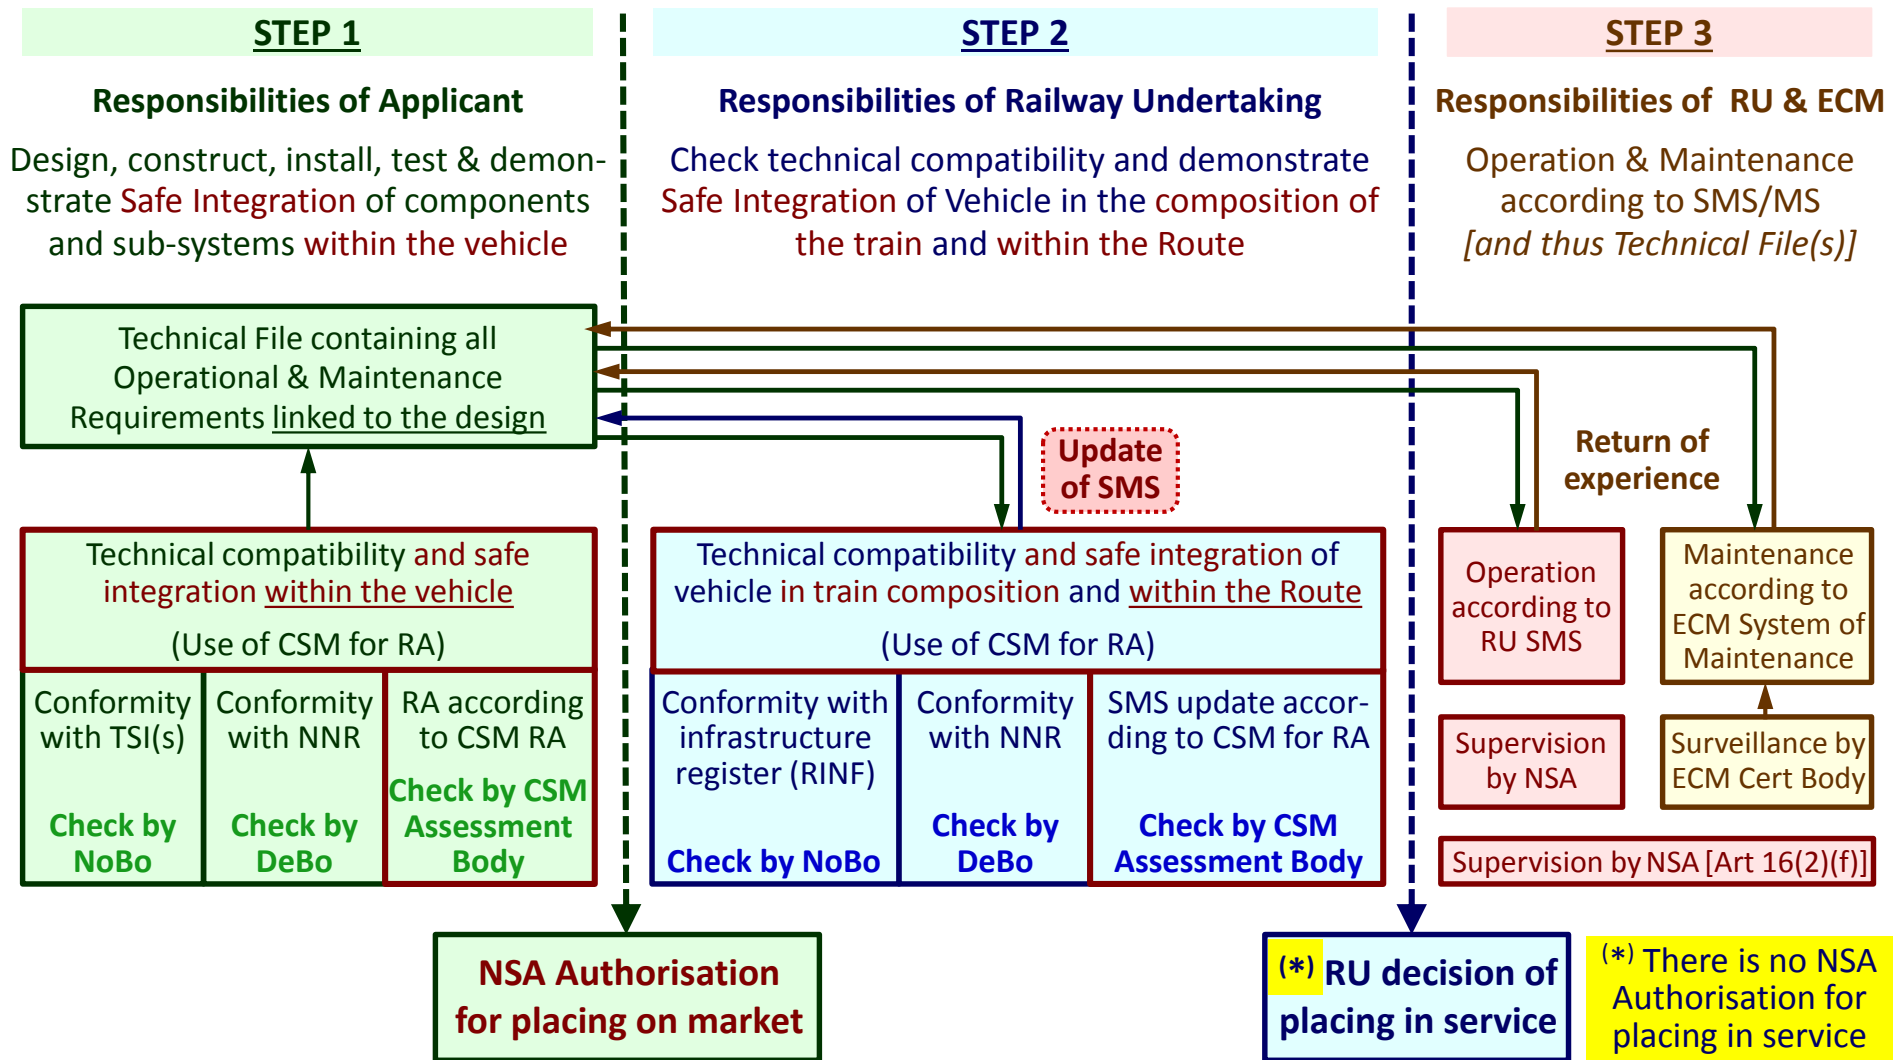 STEP 1
Responsibilities of Applicant
Design, construct, install, test & demon-
strate Safe Integration of components
and sub-systems within the vehicle
STEP 2
Responsibilities of Railway Undertaking
Check technical compatibility and demonstrate
Safe Integration of Vehicle in the composition of
the train and within the Route
STEP 3
Responsibilities of RU & ECM
Operation & Maintenance
according to SMS/MS
[and thus Technical File(s)]
Technical File containing all
Operational & Maintenance
Requirements linked to the design
Update
of SMS
Return of
experience
Technical compatibility and safe
integration within the vehicle
(Use of CSM for RA)
Conformity
with TSI(s)
Check by
NoBo
Conformity
with NNR
Check by
DeBo
RA according
to CSM RA
Check by CSM
Assessment
Body
Technical compatibility and safe integration of
vehicle in train composition and within the Route
(Use of CSM for RA)
Conformity with
infrastructure
register (RINF)
Check by NoBo
Conformity
with NNR
Check by
DeBo
SMS update accor-
ding to CSM for RA
Check by CSM
Assessment Body
Operation
according to
RU SMS
Maintenance
according to
ECM System of
Maintenance
Supervision
by NSA
Surveillance by
ECM Cert Body
Supervision by NSA [Art 16(2)(f)]
NSA Authorisation
for placing on market
(*) RU decision of
placing in service
(*) There is no NSA
Authorisation for
placing in service